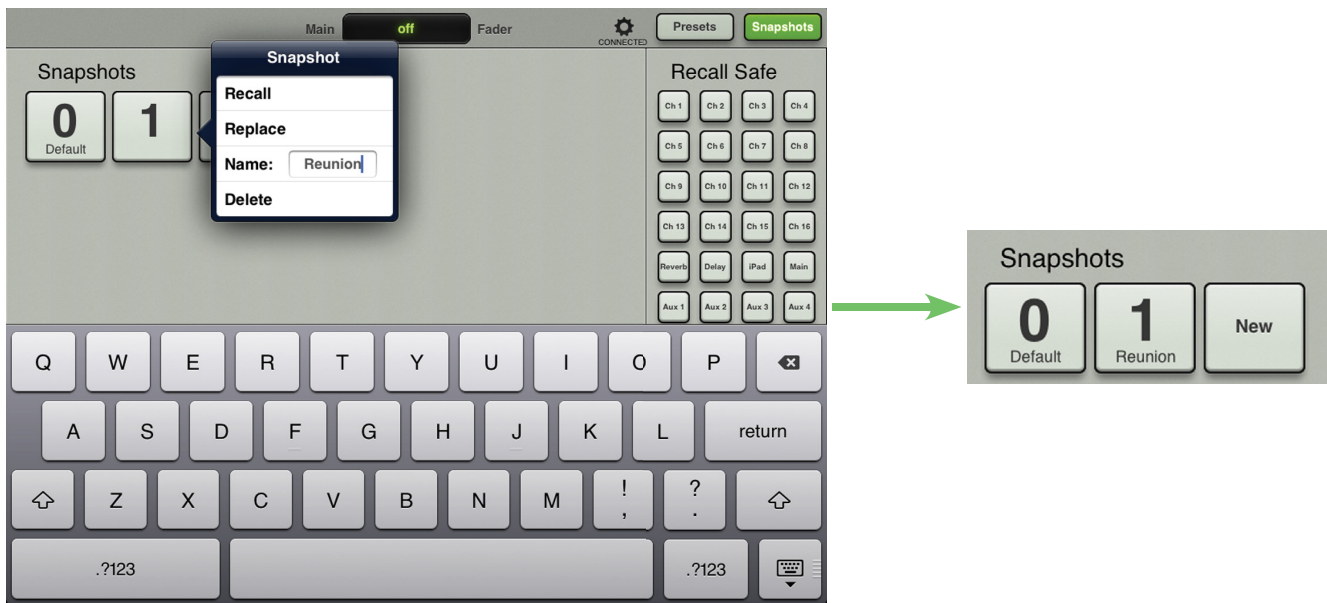 Main off Fader CONNECTED Presets Snapshots
Snapshots
0
Default
1
Snapshot
Recall
Replace
Name: Reunion
Delete
Recall Safe
Ch 1 Ch 2 Ch 3 Ch 4
Ch 5 Ch 6 Ch 7 Ch 8
Ch 9 Ch 10 Ch 11 Ch 12
Ch 13 Ch 14 Ch 15 Ch 16
Reverb Delay iPad Main
Aux 1 Aux 2 Aux 3 Aux 4
Q W E R T Y U I O P
A S D F G H J K L return
Z X C V B N M ! , ? .
.?123 .?123
Snapshots
0 1 New
Default Reunion